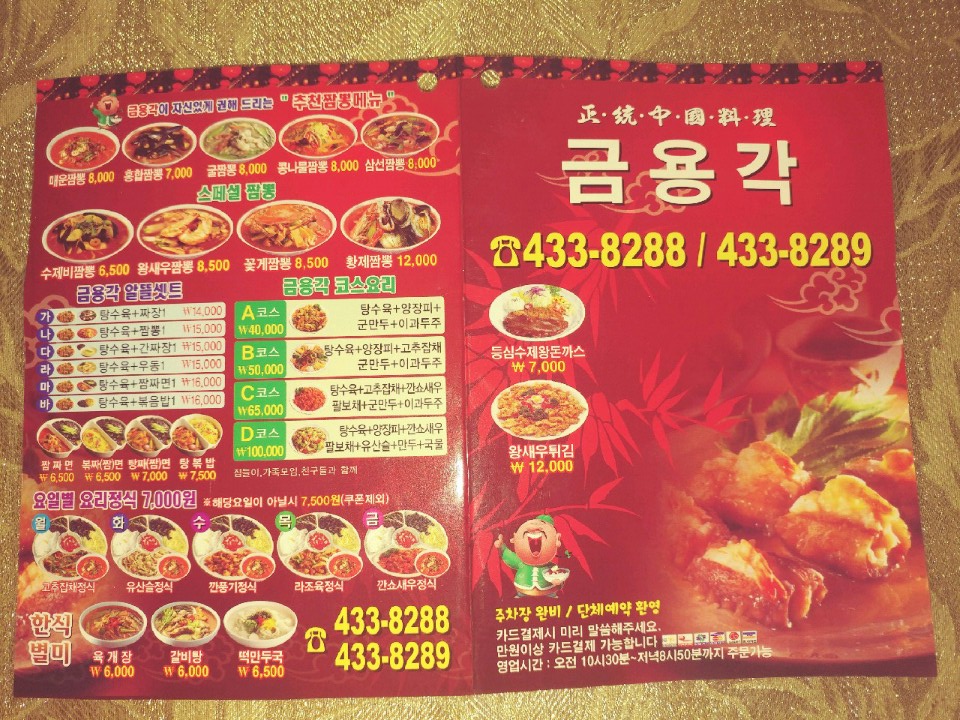 금용각에 자신있게 권해 드리는 "추천짬뽕메뉴"
매운짬뽕 8,000 홍합짬뽕 7,000 굴짬뽕 8,000 콩나물짬뽕 8,000 삼선짬뽕 8,000
스페셜 짬뽕
수제비짬뽕 6,500 왕새우짬뽕 8,500 꽃게짬뽕 8,500 황제짬뽕 12,000
금용각 알뜰셋트
가 탕수육+짜장1 ₩14,000
나 탕수육+짬뽕1 ₩15,000
다 탕수육+간짜장1 ₩15,000
라 탕수육+우동1 ₩15,000
마 탕수육+짬짜면1 ₩16,000
바 탕수육+볶음밥1 ₩16,000
짬짜면 ₩6,500
볶짜(짬)면 ₩6,500
탕짜(짬)면 ₩7,000
탕볶밥 ₩7,500
금용각 코스요리
A 코스 ₩40,000
탕수육+양장피+
군만두+이과두주
B 코스 ₩50,000
탕수육+양장피+고추잡채
군만두+이과두주
C 코스 ₩65,000
탕수육+고추잡채+깐쇼새우
팔보채+군만두+이과두주
D 코스 ₩100,000
탕수육+양장피+깐쇼새우
팔보채+유산슬+만두+국물
집들이,가족모임,친구들과 함께
요일별 요리정식 7,000원 ※해당요일이 아닐시 7,500원(쿠폰제외)
월 화 수 목 금
고추잡채정식 유산슬정식 깐풍기정식 라조육정식 깐쇼새우정식
한식
별미
육개장 ₩6,000
갈비탕 ₩6,000
떡만두국 ₩6,500
☎ 433-8288
433-8289
正·統·中·國·料·理
금용각
☎433-8288 / 433-8289
등심수제왕돈까스
₩7,000
왕새우튀김
₩12,000
주차장 완비 / 단체예약 환영
카드결제시 미리 말씀해주세요.
만원이상 카드결제 가능합니다
영업시간 : 오전 10시30분~저녁8시50분까지 주문가능